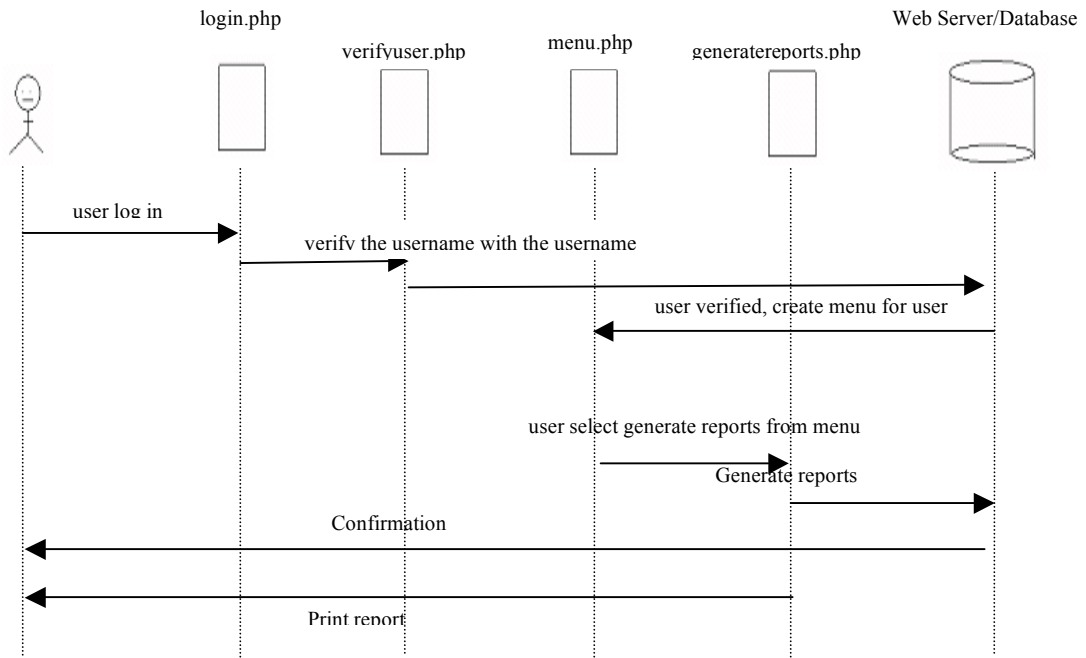 login.php
Web Server/Database
verifyuser.php
menu.php
generatereports.php
user log in
verify the username with the username
user verified, create menu for user
user select generate reports from menu
Generate reports
Confirmation
Print report